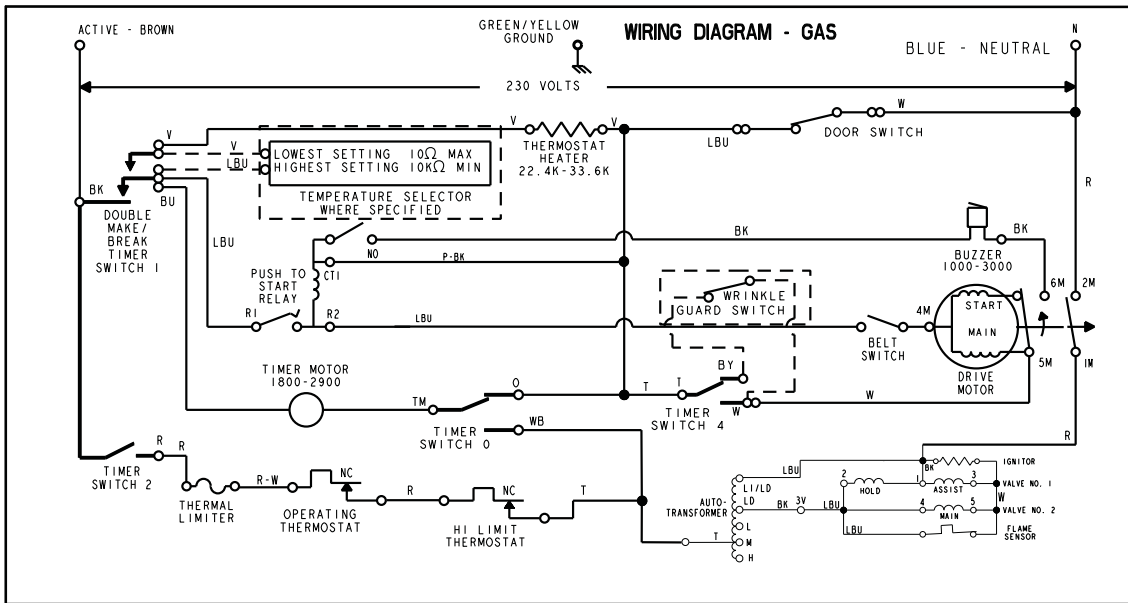 ACTIVE - BROWN
GREEN/YELLOW
GROUND
WIRING DIAGRAM - GAS
BLUE - NEUTRAL
N
230 VOLTS
V
V
LBU
BK
BU
DOUBLE
MAKE/
BREAK
TIMER
SWITCH 1
LOWEST SETTING 10Ω MAX
HIGHEST SETTING 10KΩ MIN
TEMPERATURE SELECTOR
WHERE SPECIFIED
V
V
THERMOSTAT
HEATER
22.4K-33.6K
LBU
W
DOOR SWITCH
R
LBU
NO
CT1
P-BK
PUSH TO
START
RELAY
R1
R2
LBU
BK
BUZZER
1000-3000
BK
WRINKLE
GUARD SWITCH
BELT
SWITCH
4M
START
MAIN
DRIVE
MOTOR
6M
2M
5M
1M
TIMER MOTOR
1800-2900
TM
O
TIMER
SWITCH 0
WB
T
T
BY
W
TIMER
SWITCH 4
W
R
TIMER
SWITCH 2
R
R
THERMAL
LIMITER
R-W
NC
OPERATING
THERMOSTAT
R
NC
HI LIMIT
THERMOSTAT
T
T
AUTO-
TRANSFORMER
LBU
L1/LD
LD
L
M
H
BK
3V
LBU
2
HOLD
BK
1
ASSIST
3
IGNITOR
VALVE NO. 1
W
4
MAIN
5
VALVE NO. 2
LBU
FLAME
SENSOR